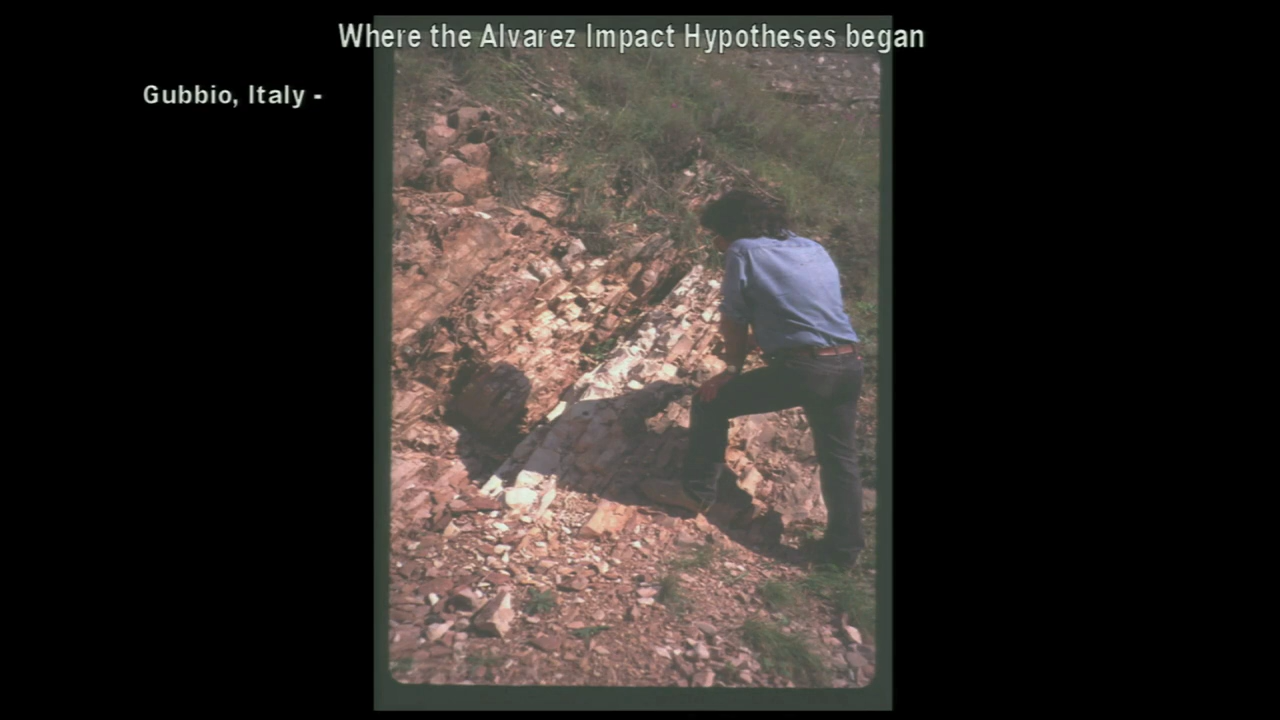 Where the Alvarez Impact Hypotheses began
Gubbio, Italy -